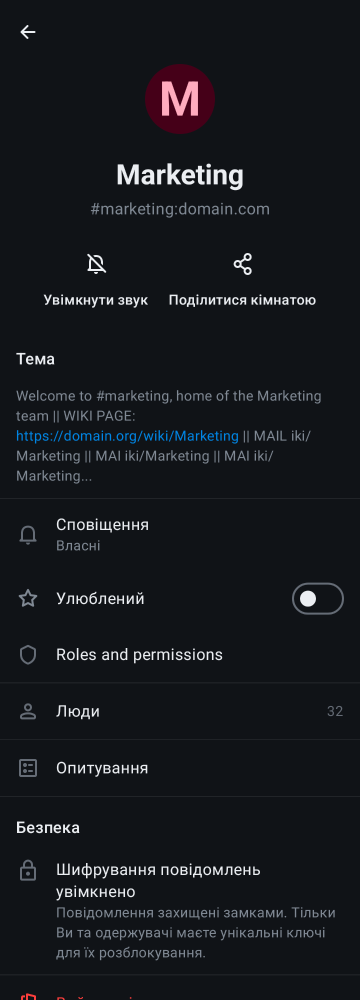 M
Marketing
#marketing:domain.com
Увімкнути звук
Поділитися кімнатою
Тема
Welcome to #marketing, home of the Marketing
team || WIKI PAGE:
https://domain.org/wiki/Marketing || MAIL iki/
Marketing || MAI iki/Marketing || MAI iki/
Marketing...
Сповіщення
Власні
Улюблений
Roles and permissions
Люди
32
Опитування
Безпека
Шифрування повідомлень
увімкнено
Повідомлення захищені замками. Тільки
Ви та одержувачі маєте унікальні ключі
для їх розблокування.